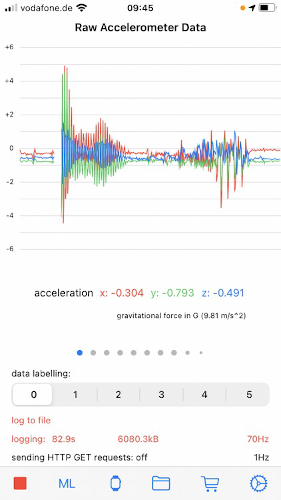 vodafone.de 09:45
Raw Accelerometer Data
+6
+4
+2
0
-2
-4
-6
acceleration x: -0.304 y: -0.793 z: -0.491
gravitational force in G (9.81 m/s^2)
data labelling:
0 1 2 3 4 5
log to file
logging: 82.9s 6080.3kB 70Hz
sending HTTP GET requests: off 1Hz
ML